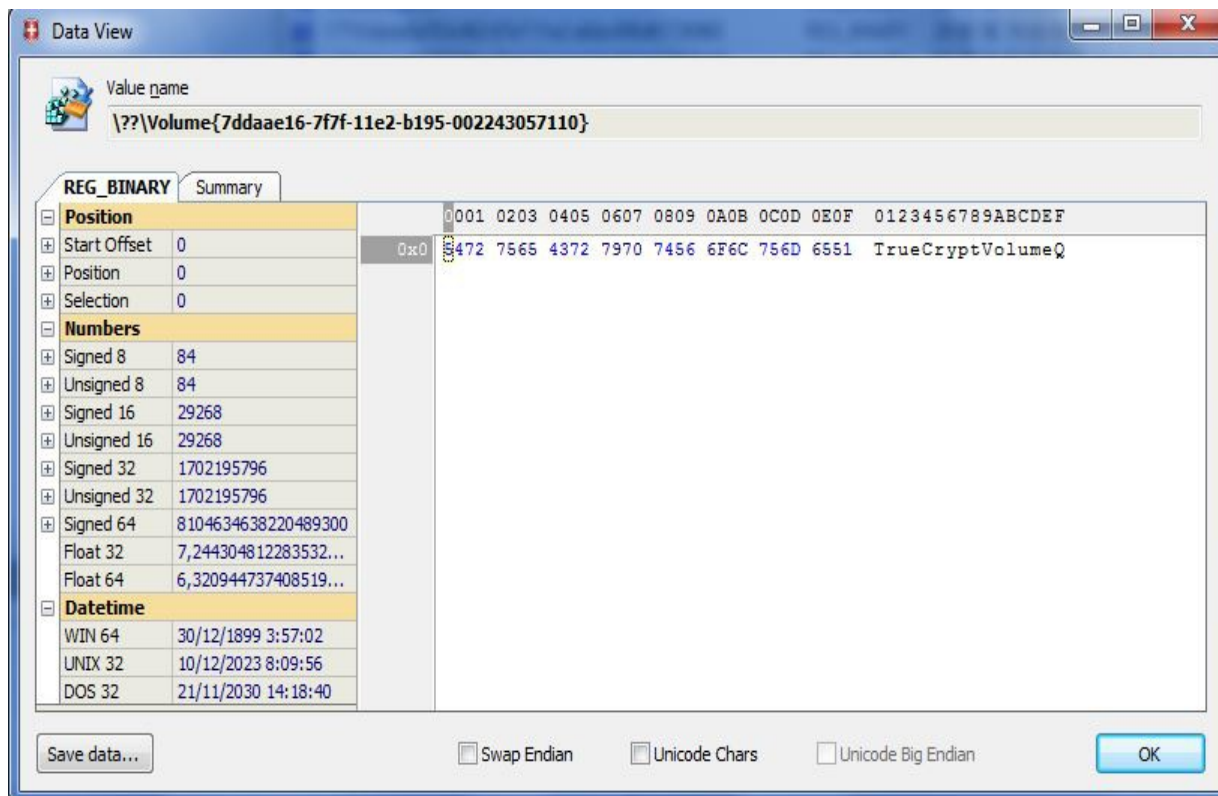 Data View
Value name
\??\Volume{7ddaae16-7f7f-11e2-b195-002243057110}
REG_BINARY Summary
Position
Start Offset 0
Position 0
Selection 0
Numbers
Signed 8 84
Unsigned 8 84
Signed 16 29268
Unsigned 16 29268
Signed 32 1702195796
Unsigned 32 1702195796
Signed 64 8104634638220489300
Float 32 7,244304812283532...
Float 64 6,320944737408519...
Datetime
WIN 64 30/12/1899 3:57:02
UNIX 32 10/12/2023 8:09:56
DOS 32 21/11/2030 14:18:40
0001 0203 0405 0607 0809 0A0B 0C0D 0E0F 0123456789ABCDEF
0x0 5472 7565 4372 7970 7456 6F6C 756D 6551 TrueCryptVolumeQ
Save data... Swap Endian Unicode Chars Unicode Big Endian OK